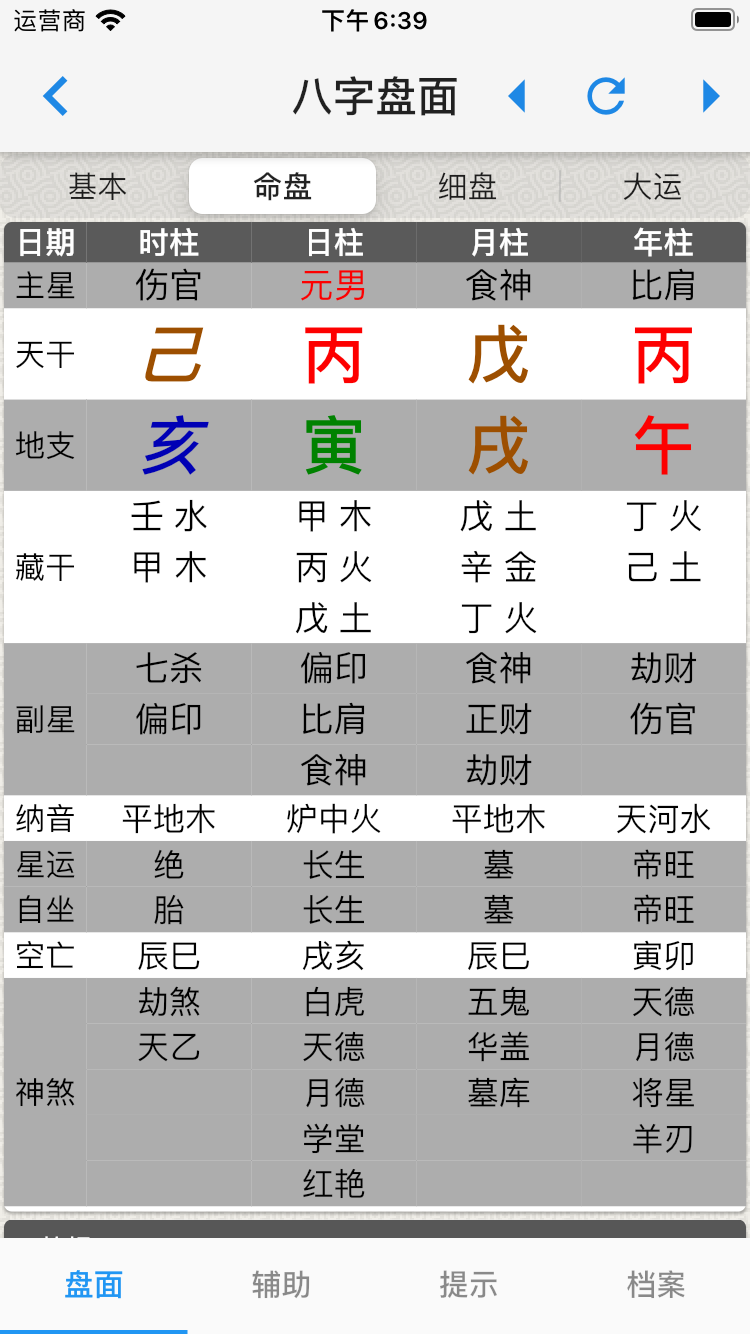 运营商 下午6:39
八字盘面
基本 命盘 细盘 大运
日期 时柱 日柱 月柱 年柱
主星 伤官 元男 食神 比肩
天干 己 丙 戊 丙
地支 亥 寅 戌 午
壬水 甲木 戊土 丁火
藏干 甲木 丙火 辛金 己土
戊土 丁火
七杀 偏印 食神 劫财
副星 偏印 比肩 正财 伤官
食神 劫财
纳音 平地木 炉中火 平地木 天河水
星运 绝 长生 墓 帝旺
自坐 胎 长生 墓 帝旺
空亡 辰巳 戌亥 辰巳 寅卯
劫煞 白虎 五鬼 天德
天乙 天德 华盖 月德
神煞 月德 墓库 将星
学堂 羊刃
红艳
盘面 辅助 提示 档案